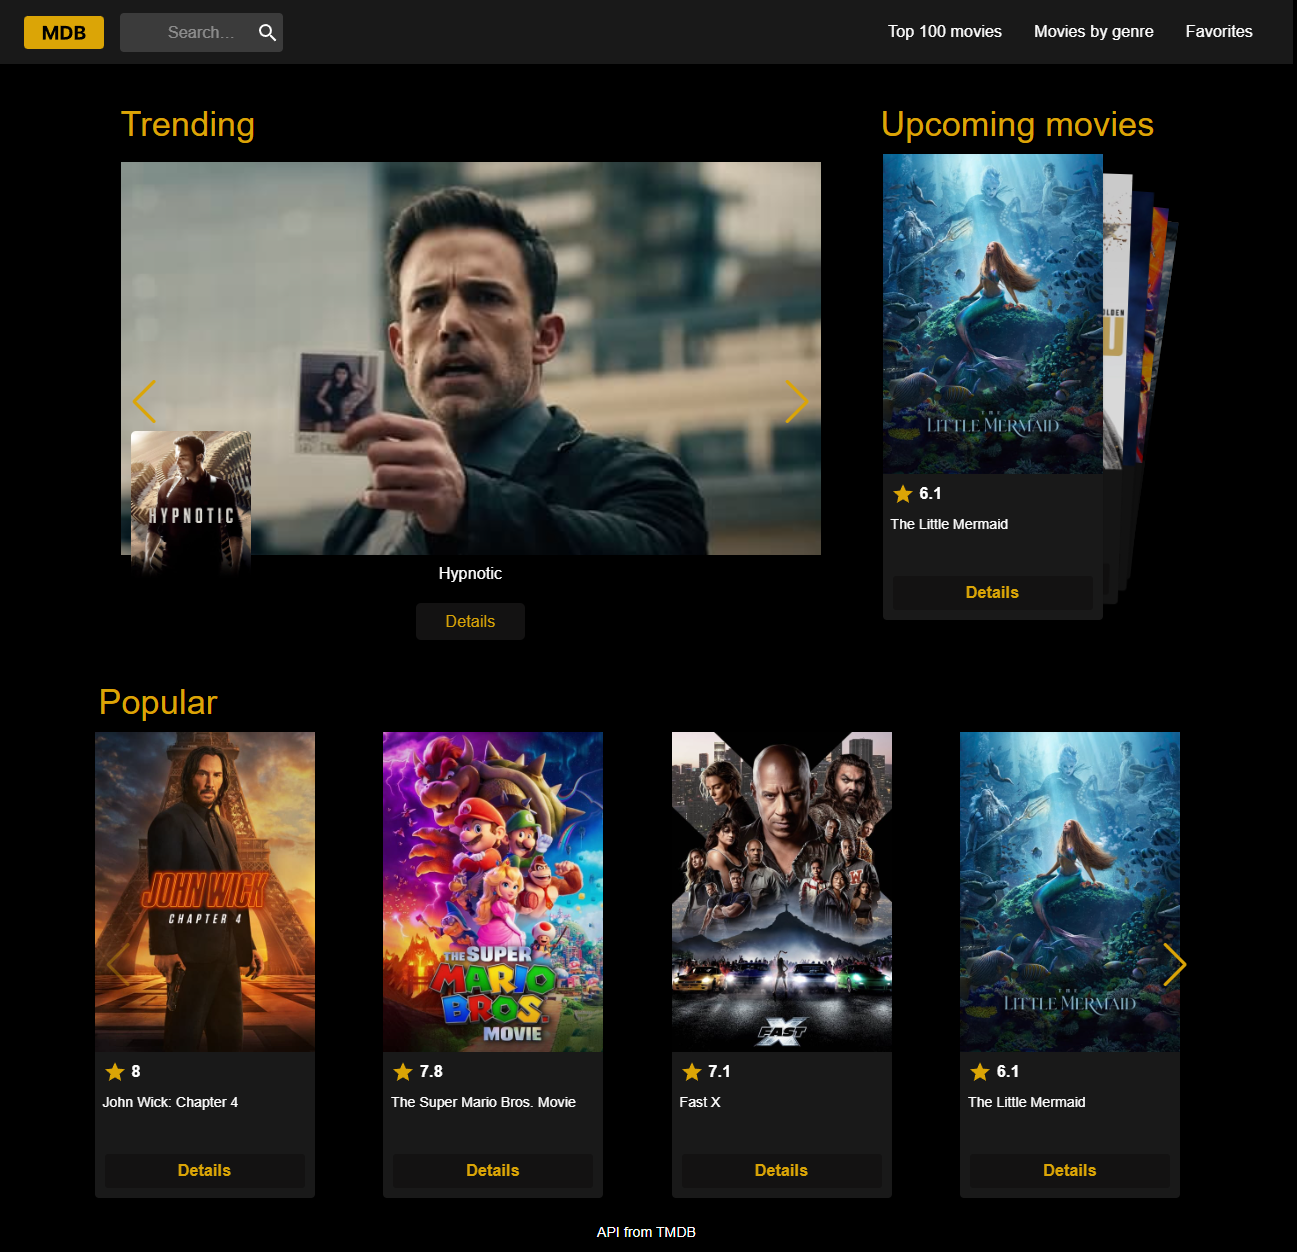 MDB
Search...
Top 100 movies
Movies by genre
Favorites
Trending
Upcoming movies
HYPNOTIC
Hypnotic
Details
THE
LITTLE MERMAID
LDEN
U
6.1
The Little Mermaid
Details
Popular
JOHN WICK
CHAPTER 4
8
John Wick: Chapter 4
Details
THE SUPER
MARIO
BROS.
MOVIE
7.8
The Super Mario Bros. Movie
Details
FAST X
7.1
Fast X
Details
THE
LITTLE MERMAID
6.1
The Little Mermaid
Details
API from TMDB